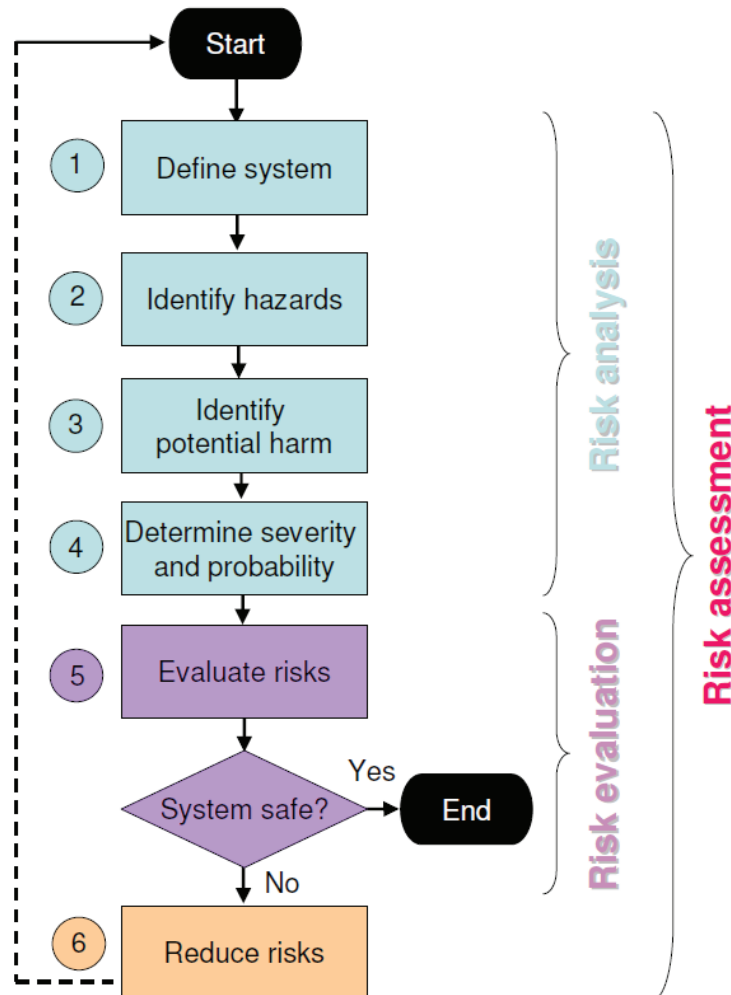 Start
1
Define system
2
Identify hazards
3
Identify
potential harm
4
Determine severity
and probability
5
Evaluate risks
System safe?
Yes
End
No
6
Reduce risks
Risk analysis
Risk evaluation
Risk assessment